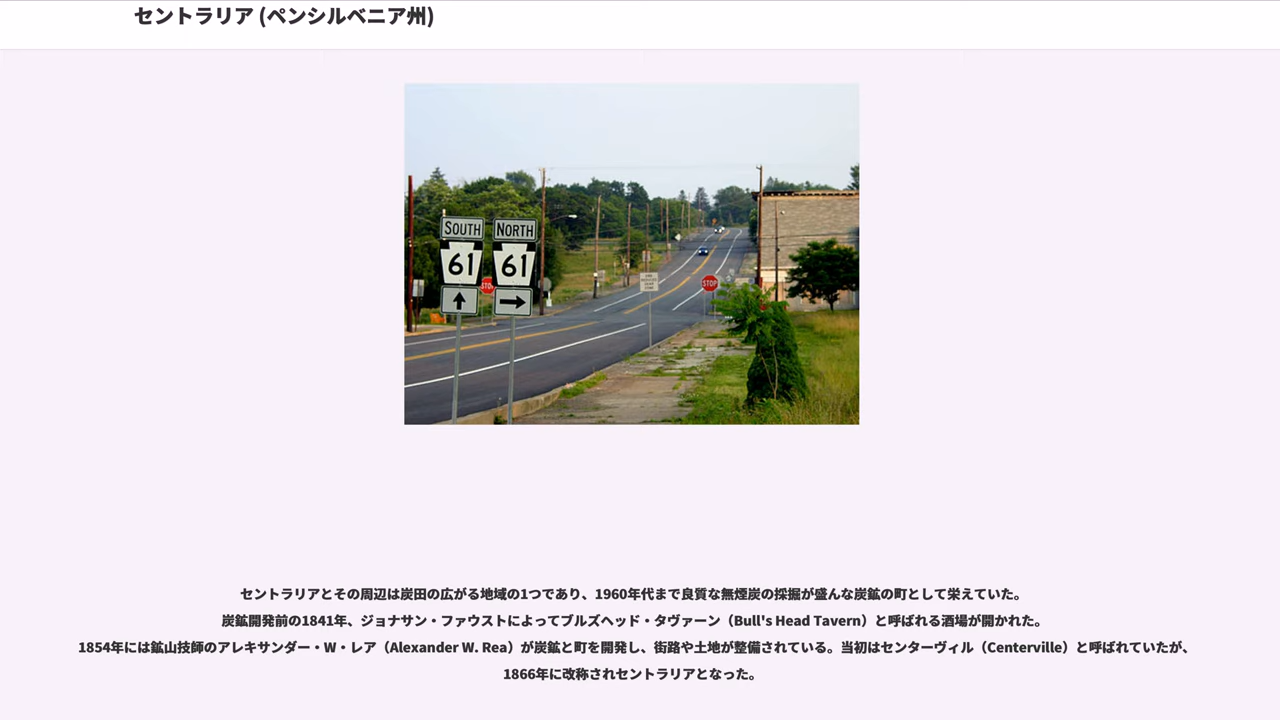 セントラリア (ペンシルベニア州)
SOUTH NORTH
61 61
STOP STOP
セントラリアとその周辺は炭田の広がる地域の1つであり、1960年代まで良質な無煙炭の採掘が盛んな炭鉱の町として栄えていた。
炭鉱開発前の1841年、ジョナサン・ファウストによってブルズヘッド・タヴァーン（Bull's Head Tavern）と呼ばれる酒場が開かれた。
1854年には鉱山技師のアレキサンダー・W・レア（Alexander W. Rea）が炭鉱と町を開発し、街路や土地が整備されている。当初はセンターヴィル（Centerville）と呼ばれていたが、
1866年に改称されセントラリアとなった。